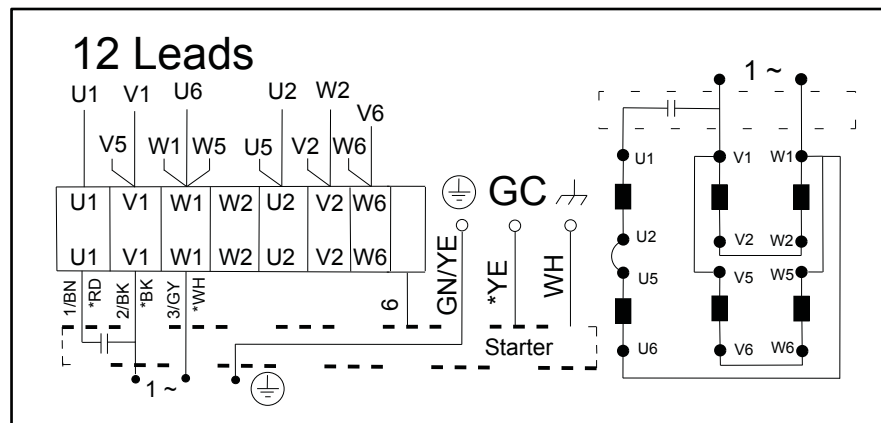 12 Leads
U1 V1 U6 U2 W2
V6
V5 W1 W5 U5 V2 W6
U1 V1 W1 W2 U2 V2 W6
U1 V1 W1 W2 U2 V2 W6
1/BN *RD 2/BK *BK 3/GY *WH 6 GN/YE *YE WH
GC
Starter
1 ~
1 ~
U1 V1 W1
U2 V2 W2
U5 V5 W5
U6 V6 W6